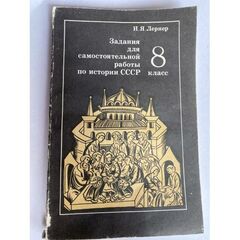 И.Я.Лернер
Задания
для
самостоятельной
работы
по истории СССР
8
класс